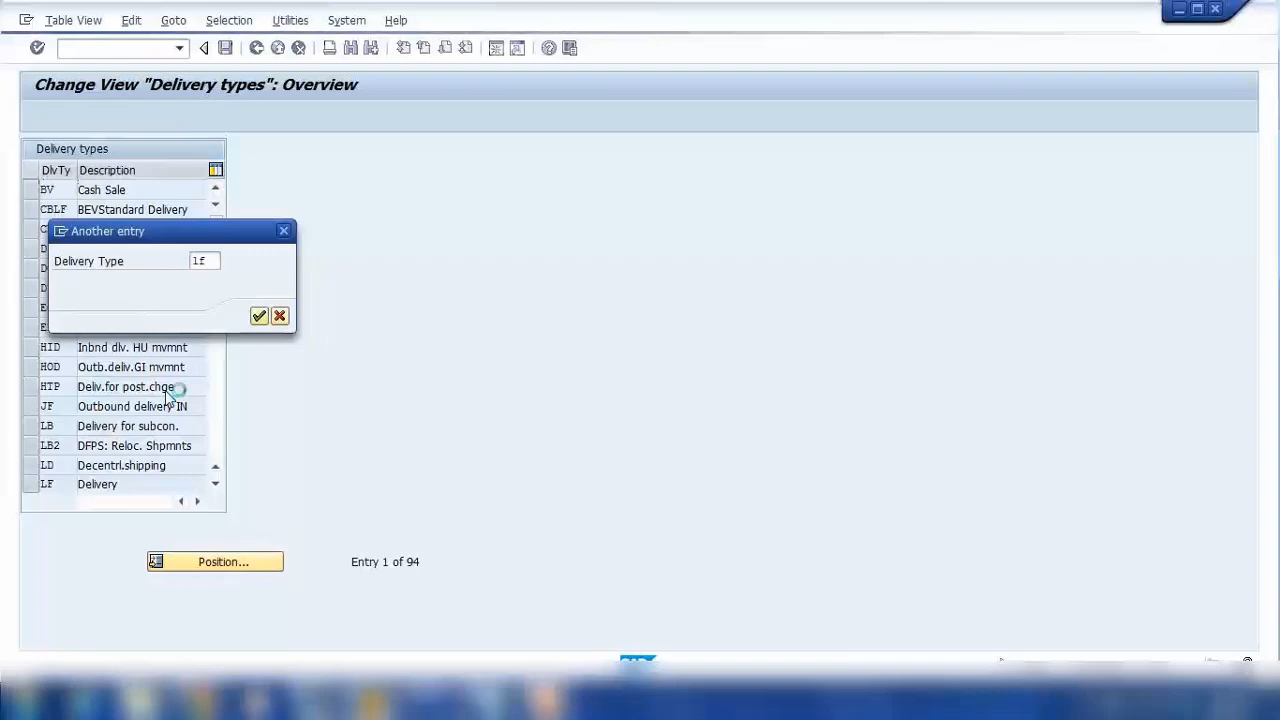 Table View Edit Goto Selection Utilities System Help
Change View "Delivery types": Overview
Delivery types
DlvTy Description
BV Cash Sale
CBLF BEVStandard Delivery
Another entry
Delivery Type lf
HID Inbnd dlv. HU mvmnt
HOD Outb.deliv.GI mvmnt
HTP Deliv.for post.chge
JF Outbound delivery IN
LB Delivery for subcon.
LB2 DFPS: Reloc. Shpmnts
LD Decentrl.shipping
LF Delivery
Position... Entry 1 of 94